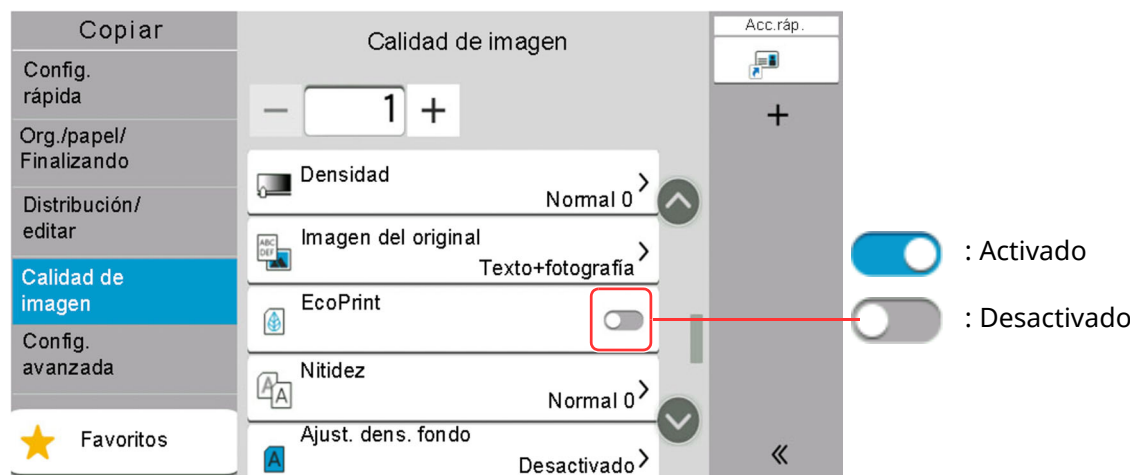 Copiar
Config.
rápida
Org./papel/
Finalizando
Distribución/
editar
Calidad de
imagen
Config.
avanzada
Favoritos
Calidad de imagen
1
Densidad
Normal 0
ABC
DEF
Imagen del original
Texto+fotografía
EcoPrint
A
A
Nitidez
Normal 0
A
Ajust. dens. fondo
Desactivado
Acc.ráp.
: Activado
: Desactivado